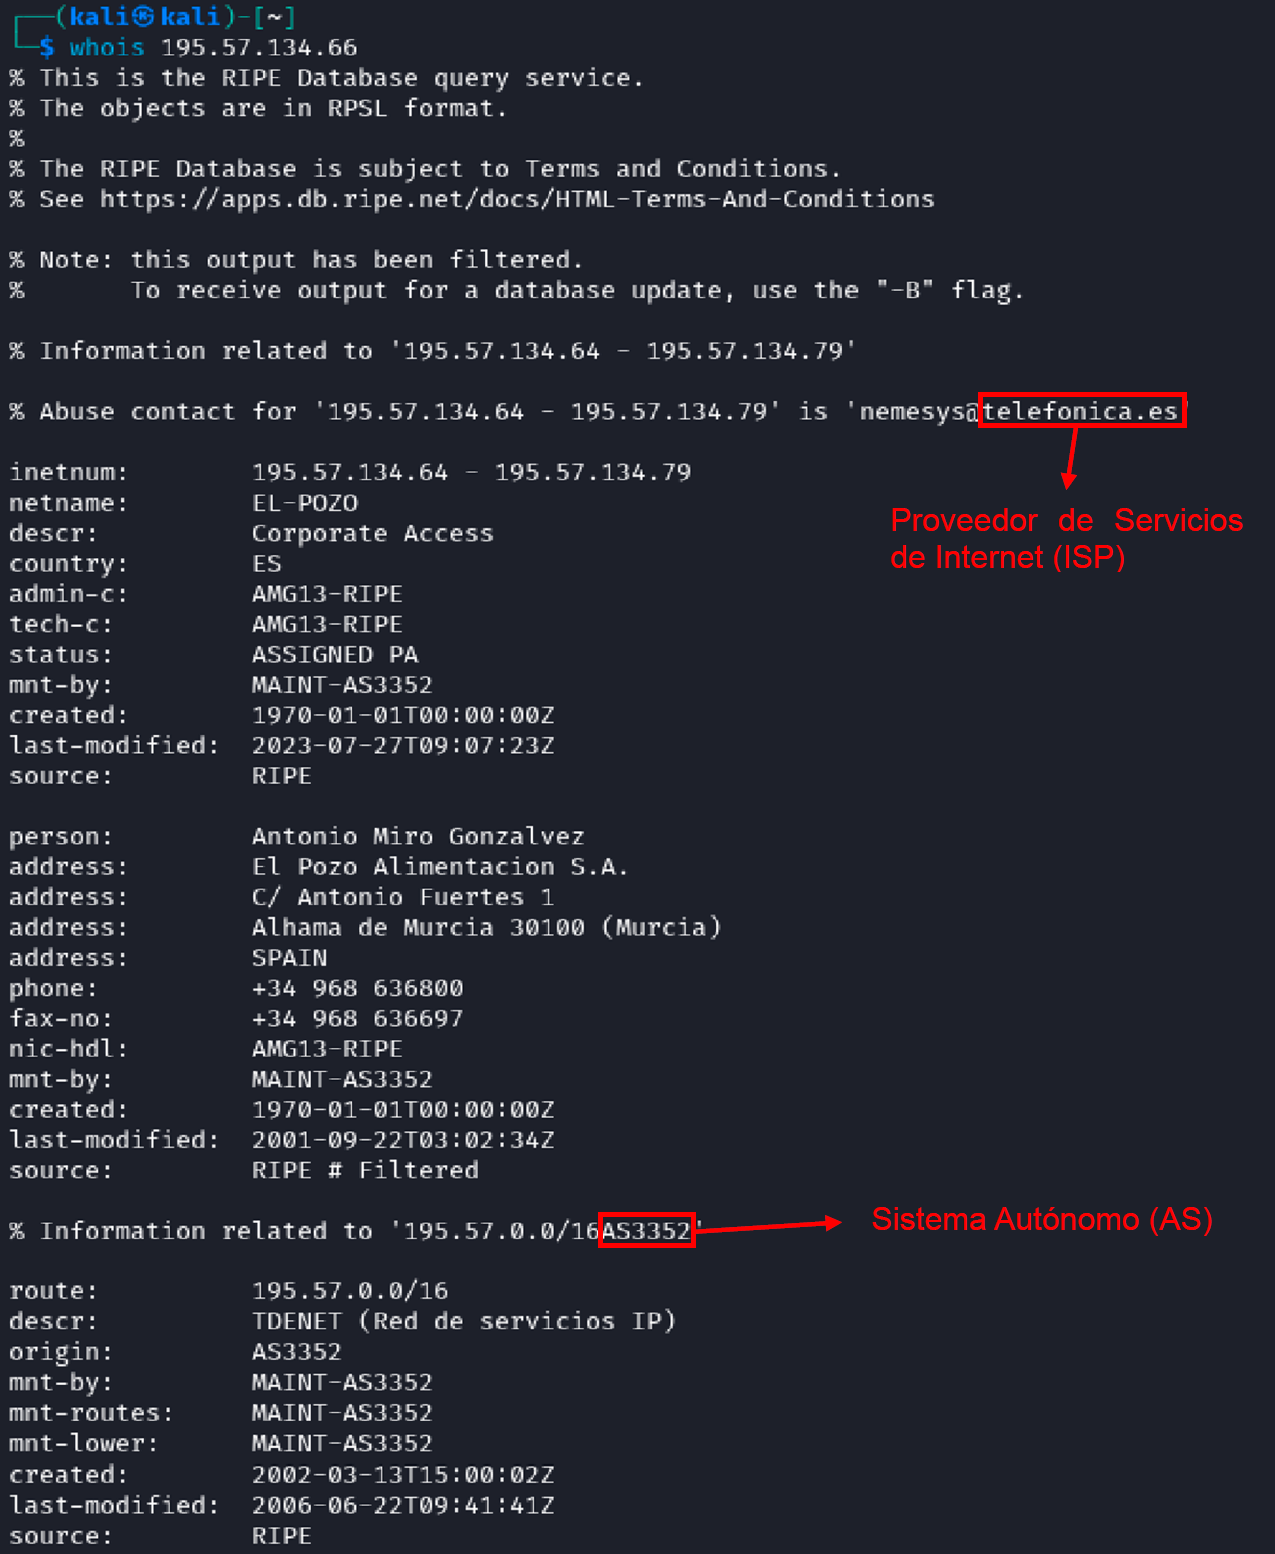 ┌──(kali㉿kali)-[~]
└─$ whois 195.57.134.66
% This is the RIPE Database query service.
% The objects are in RPSL format.
%
% The RIPE Database is subject to Terms and Conditions.
% See https://apps.db.ripe.net/docs/HTML-Terms-And-Conditions
% Note: this output has been filtered.
%       To receive output for a database update, use the "-B" flag.
% Information related to '195.57.134.64 - 195.57.134.79'
% Abuse contact for '195.57.134.64 - 195.57.134.79' is 'nemesys@telefonica.es'
inetnum:        195.57.134.64 - 195.57.134.79
netname:        EL-POZO
descr:          Corporate Access
Proveedor de Servicios
de Internet (ISP)
country:        ES
admin-c:        AMG13-RIPE
tech-c:         AMG13-RIPE
status:         ASSIGNED PA
mnt-by:         MAINT-AS3352
created:        1970-01-01T00:00:00Z
last-modified:  2023-07-27T09:07:23Z
source:         RIPE
person:         Antonio Miro Gonzalvez
address:        El Pozo Alimentacion S.A.
address:        C/ Antonio Fuertes 1
address:        Alhama de Murcia 30100 (Murcia)
address:        SPAIN
phone:          +34 968 636800
fax-no:         +34 968 636697
nic-hdl:        AMG13-RIPE
mnt-by:         MAINT-AS3352
created:        1970-01-01T00:00:00Z
last-modified:  2001-09-22T03:02:34Z
source:         RIPE # Filtered
% Information related to '195.57.0.0/16AS3352'
Sistema Autónomo (AS)
route:          195.57.0.0/16
descr:          TDENET (Red de servicios IP)
origin:         AS3352
mnt-by:         MAINT-AS3352
mnt-routes:     MAINT-AS3352
mnt-lower:      MAINT-AS3352
created:        2002-03-13T15:00:02Z
last-modified:  2006-06-22T09:41:41Z
source:         RIPE